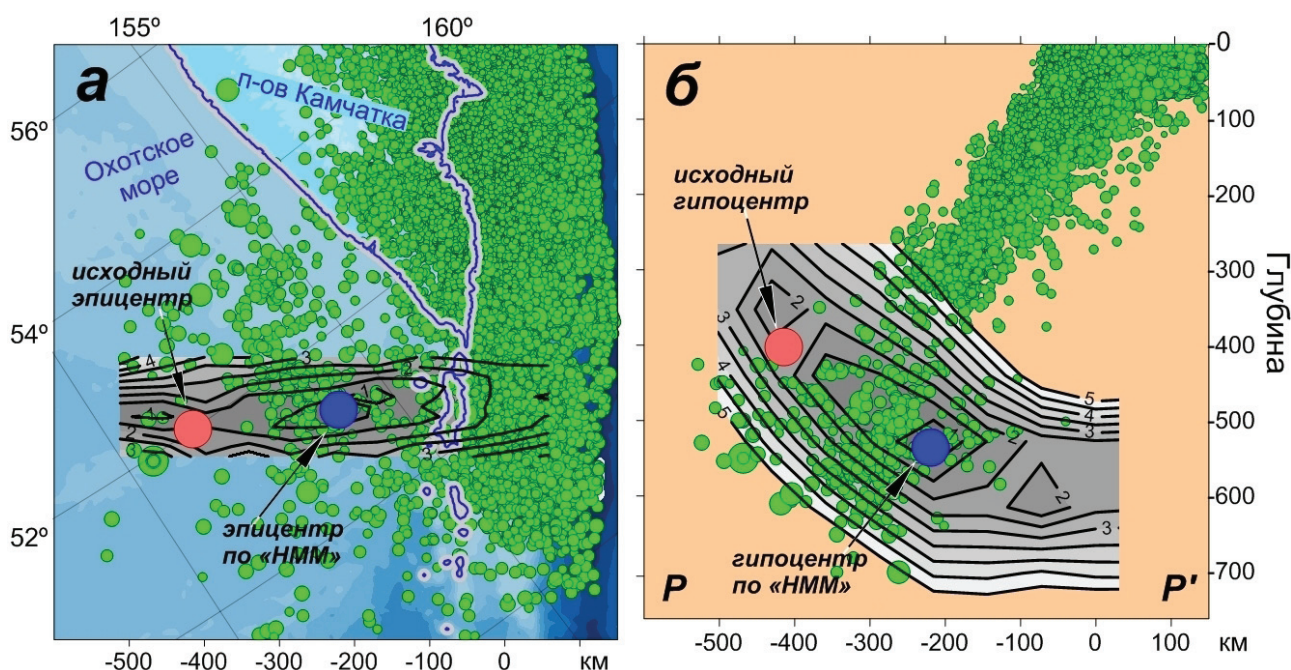 155º
160º
а
п-ов Камчатка
56º
Охотское
море
54º
исходный
эпицентр
4
3
2
1
1
2
3
3
эпицентр
по «НММ»
52º
-500
-400
-300
-200
-100
0
км
б
-0
-100
-200
-300
-400
-500
-600
-700
Глубина
исходный
гипоцентр
2
3
4
5
5
4
3
2
2
3
гипоцентр
по «НММ»
P
P'
-500
-400
-300
-200
-100
0
100
км